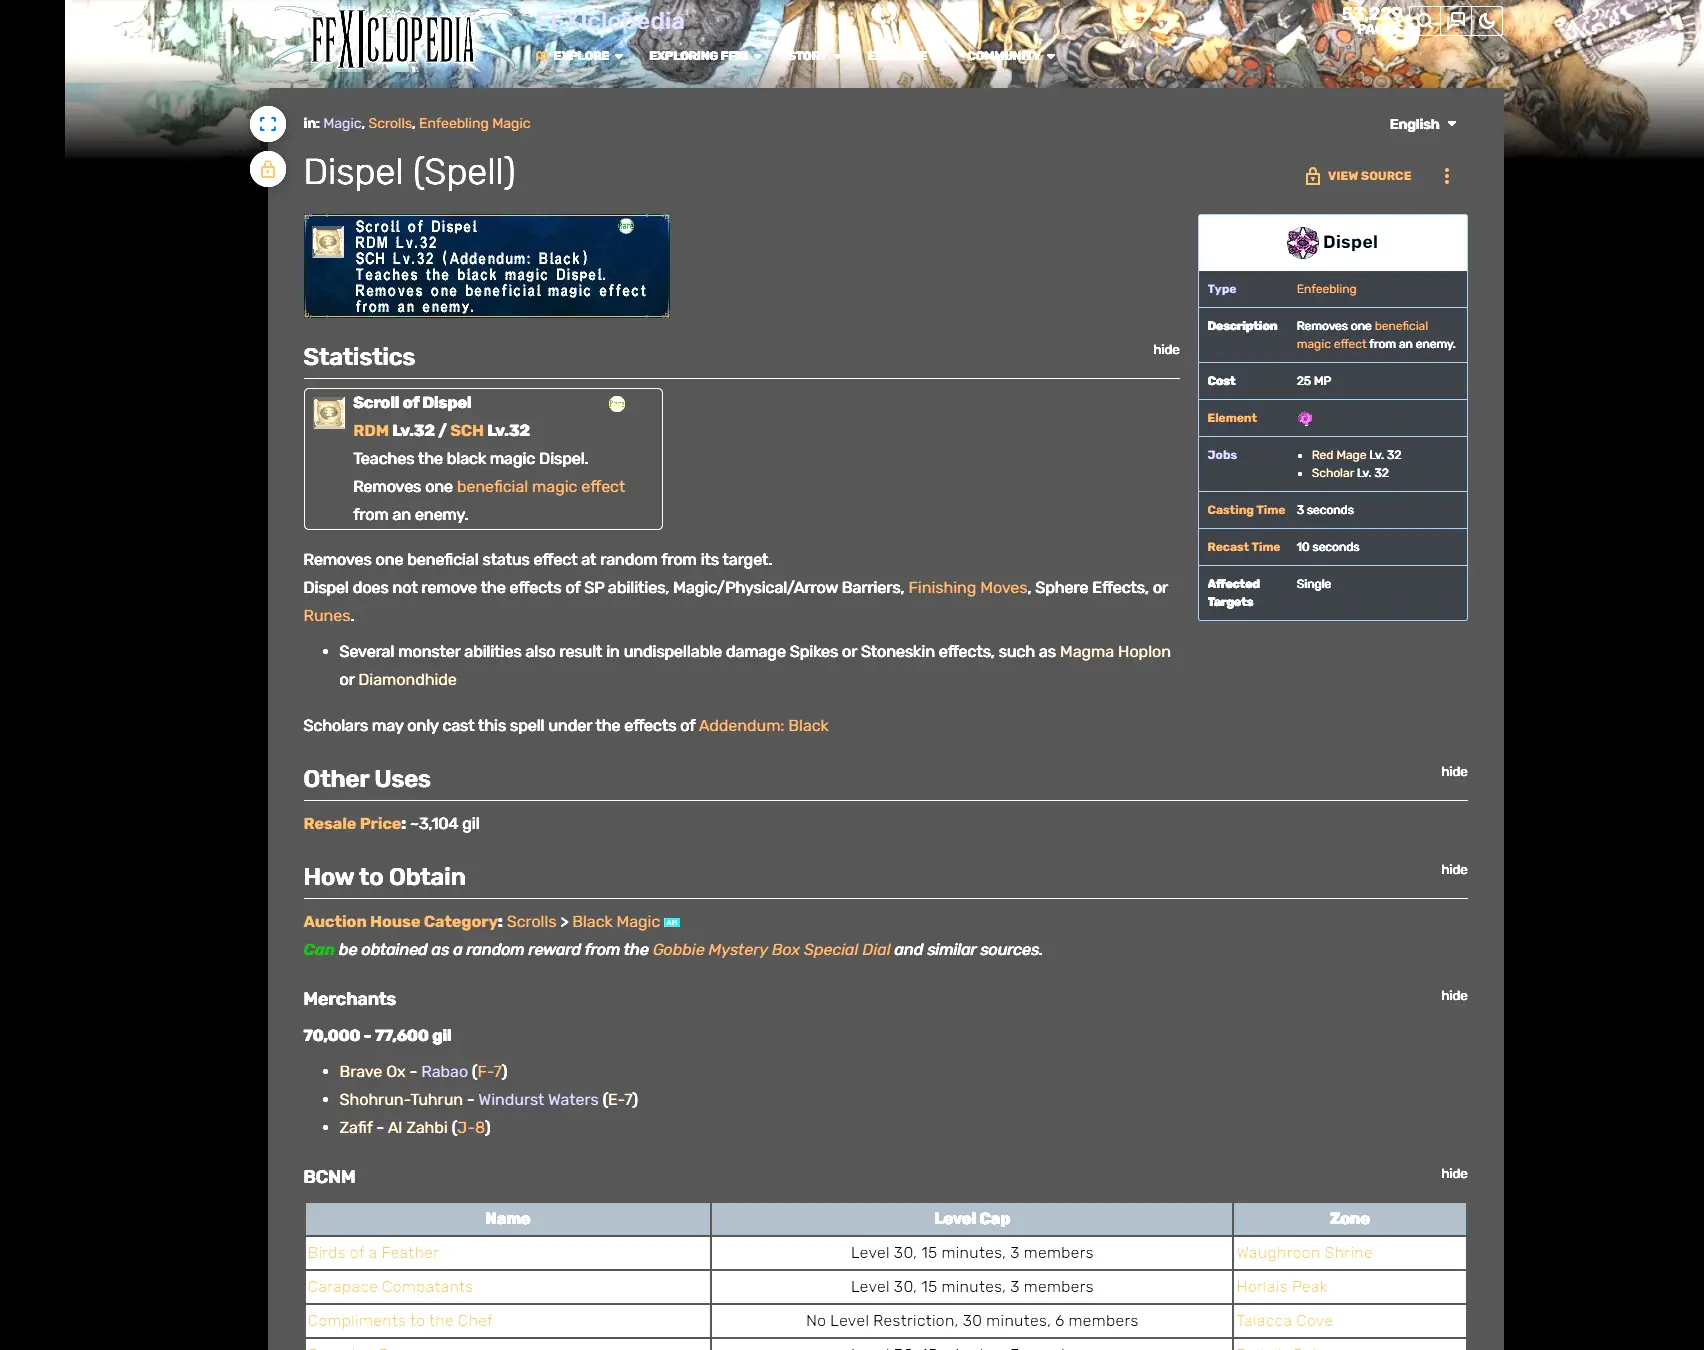 FFXICLOPEDIA
FFXIclopedia
EXPLORE
EXPLORING FFXI
COMMUNITY
in: Magic, Scrolls, Enfeebling Magic
English
Dispel (Spell)
VIEW SOURCE
Scroll of Dispel
RDM Lv.32
SCH Lv.32 (Addendum: Black)
Teaches the black magic Dispel.
Removes one beneficial magic effect
from an enemy.
Statistics
hide
Scroll of Dispel
RDM Lv.32 / SCH Lv.32
Teaches the black magic Dispel.
Removes one beneficial magic effect
from an enemy.
Removes one beneficial status effect at random from its target.
Dispel does not remove the effects of SP abilities, Magic/Physical/Arrow Barriers, Finishing Moves, Sphere Effects, or
Runes.
• Several monster abilities also result in undispellable damage Spikes or Stoneskin effects, such as Magma Hoplon
or Diamondhide
Scholars may only cast this spell under the effects of Addendum: Black
Dispel
Type Enfeebling
Description Removes one beneficial
magic effect from an enemy.
Cost 25 MP
Element
Jobs • Red Mage Lv. 32
• Scholar Lv. 32
Casting Time 3 seconds
Recast Time 10 seconds
Affected Single
Targets
Other Uses
hide
Resale Price: ~3,104 gil
How to Obtain
hide
Auction House Category: Scrolls > Black Magic AH
Can be obtained as a random reward from the Gobbie Mystery Box Special Dial and similar sources.
Merchants
hide
70,000 - 77,600 gil
• Brave Ox - Rabao (F-7)
• Shohrun-Tuhrun - Windurst Waters (E-7)
• Zafif - Al Zahbi (J-8)
BCNM
hide
Name Level Cap Zone
Birds of a Feather Level 30, 15 minutes, 3 members Waughroon Shrine
Carapace Combatants Level 30, 15 minutes, 3 members Horlais Peak
Compliments to the Chef No Level Restriction, 30 minutes, 6 members Talacca Cove